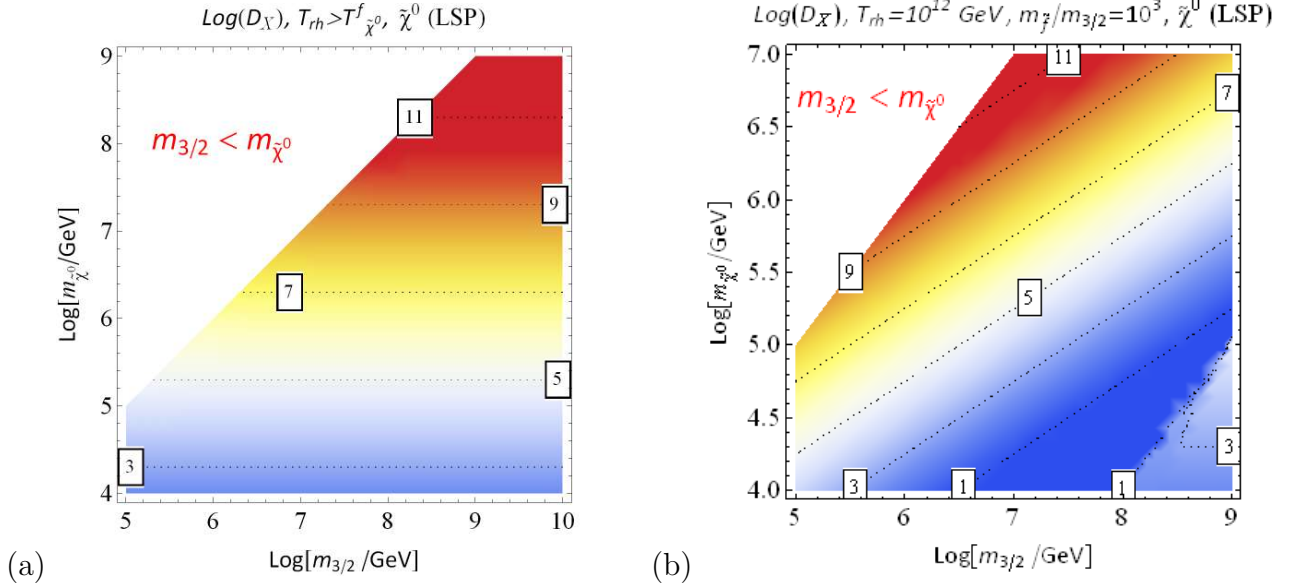 Log(D_X), T_rh>T^f_χ̃⁰, χ̃⁰ (LSP)
9
8
7
6
5
4
Log[m_χ̃⁰/GeV]
m_3/2 < m_χ̃⁰
11
9
7
5
3
5 6 7 8 9 10
Log[m_3/2 /GeV]
(a)
Log(D_X), T_rh=10¹² GeV, m_f̃/m_3/2=10³, χ̃⁰ (LSP)
7.0
6.5
6.0
5.5
5.0
4.5
4.0
Log[m_χ̃⁰/GeV]
m_3/2 < m_χ̃⁰
11
7
9
5
3
3 1 1
5 6 7 8 9
Log[m_3/2 /GeV]
(b)